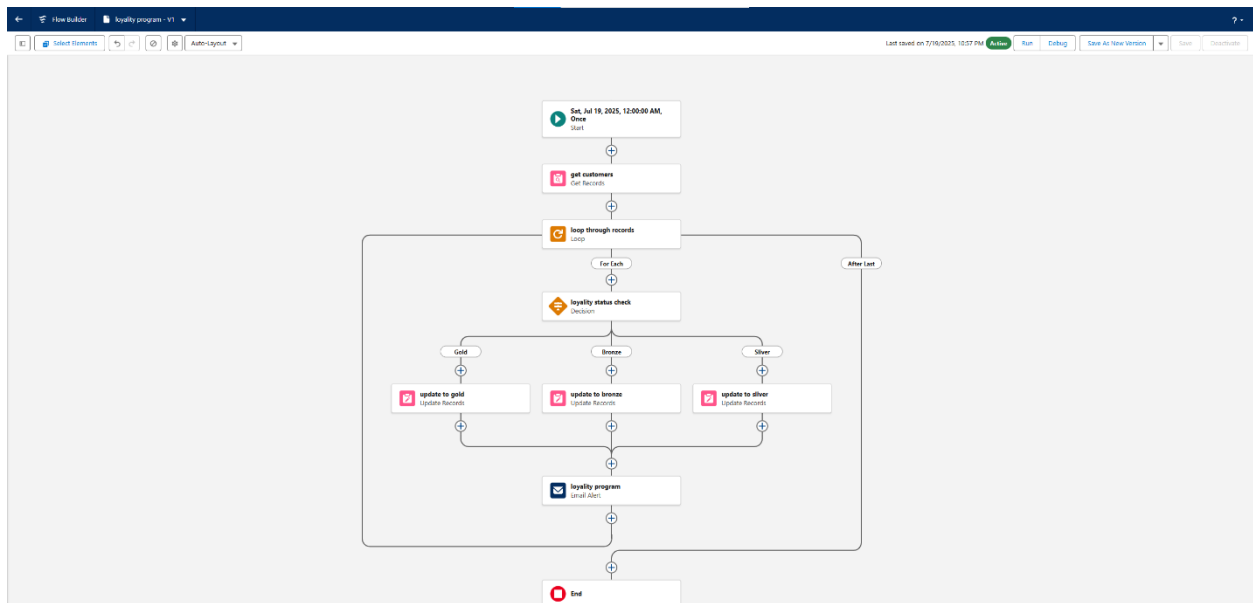 Flow Builder
loyality program - V1
?
Select Elements
Auto-Layout
Last saved on 7/19/2025, 10:57 PM
Active
Run
Debug
Save As New Version
Save
Deactivate
Sat, Jul 19, 2025, 12:00:00 AM,
Once
Start
get customers
Get Records
loop through records
Loop
For Each
After Last
loyality status check
Decision
Gold
Bronze
Sliver
update to gold
Update Records
update to bronze
Update Records
update to sliver
Update Records
loyality program
Email Alert
End